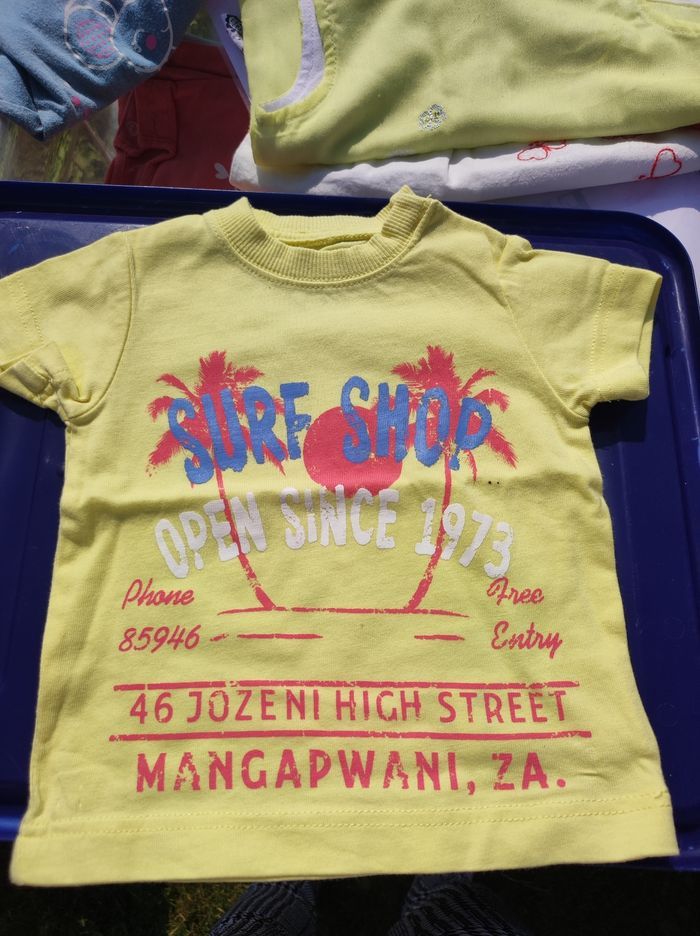 SURF SHOP
OPEN SINCE 1973
Phone
85946
Free
Entry
46 JOZENI HIGH STREET
MANGAPWANI, ZA.